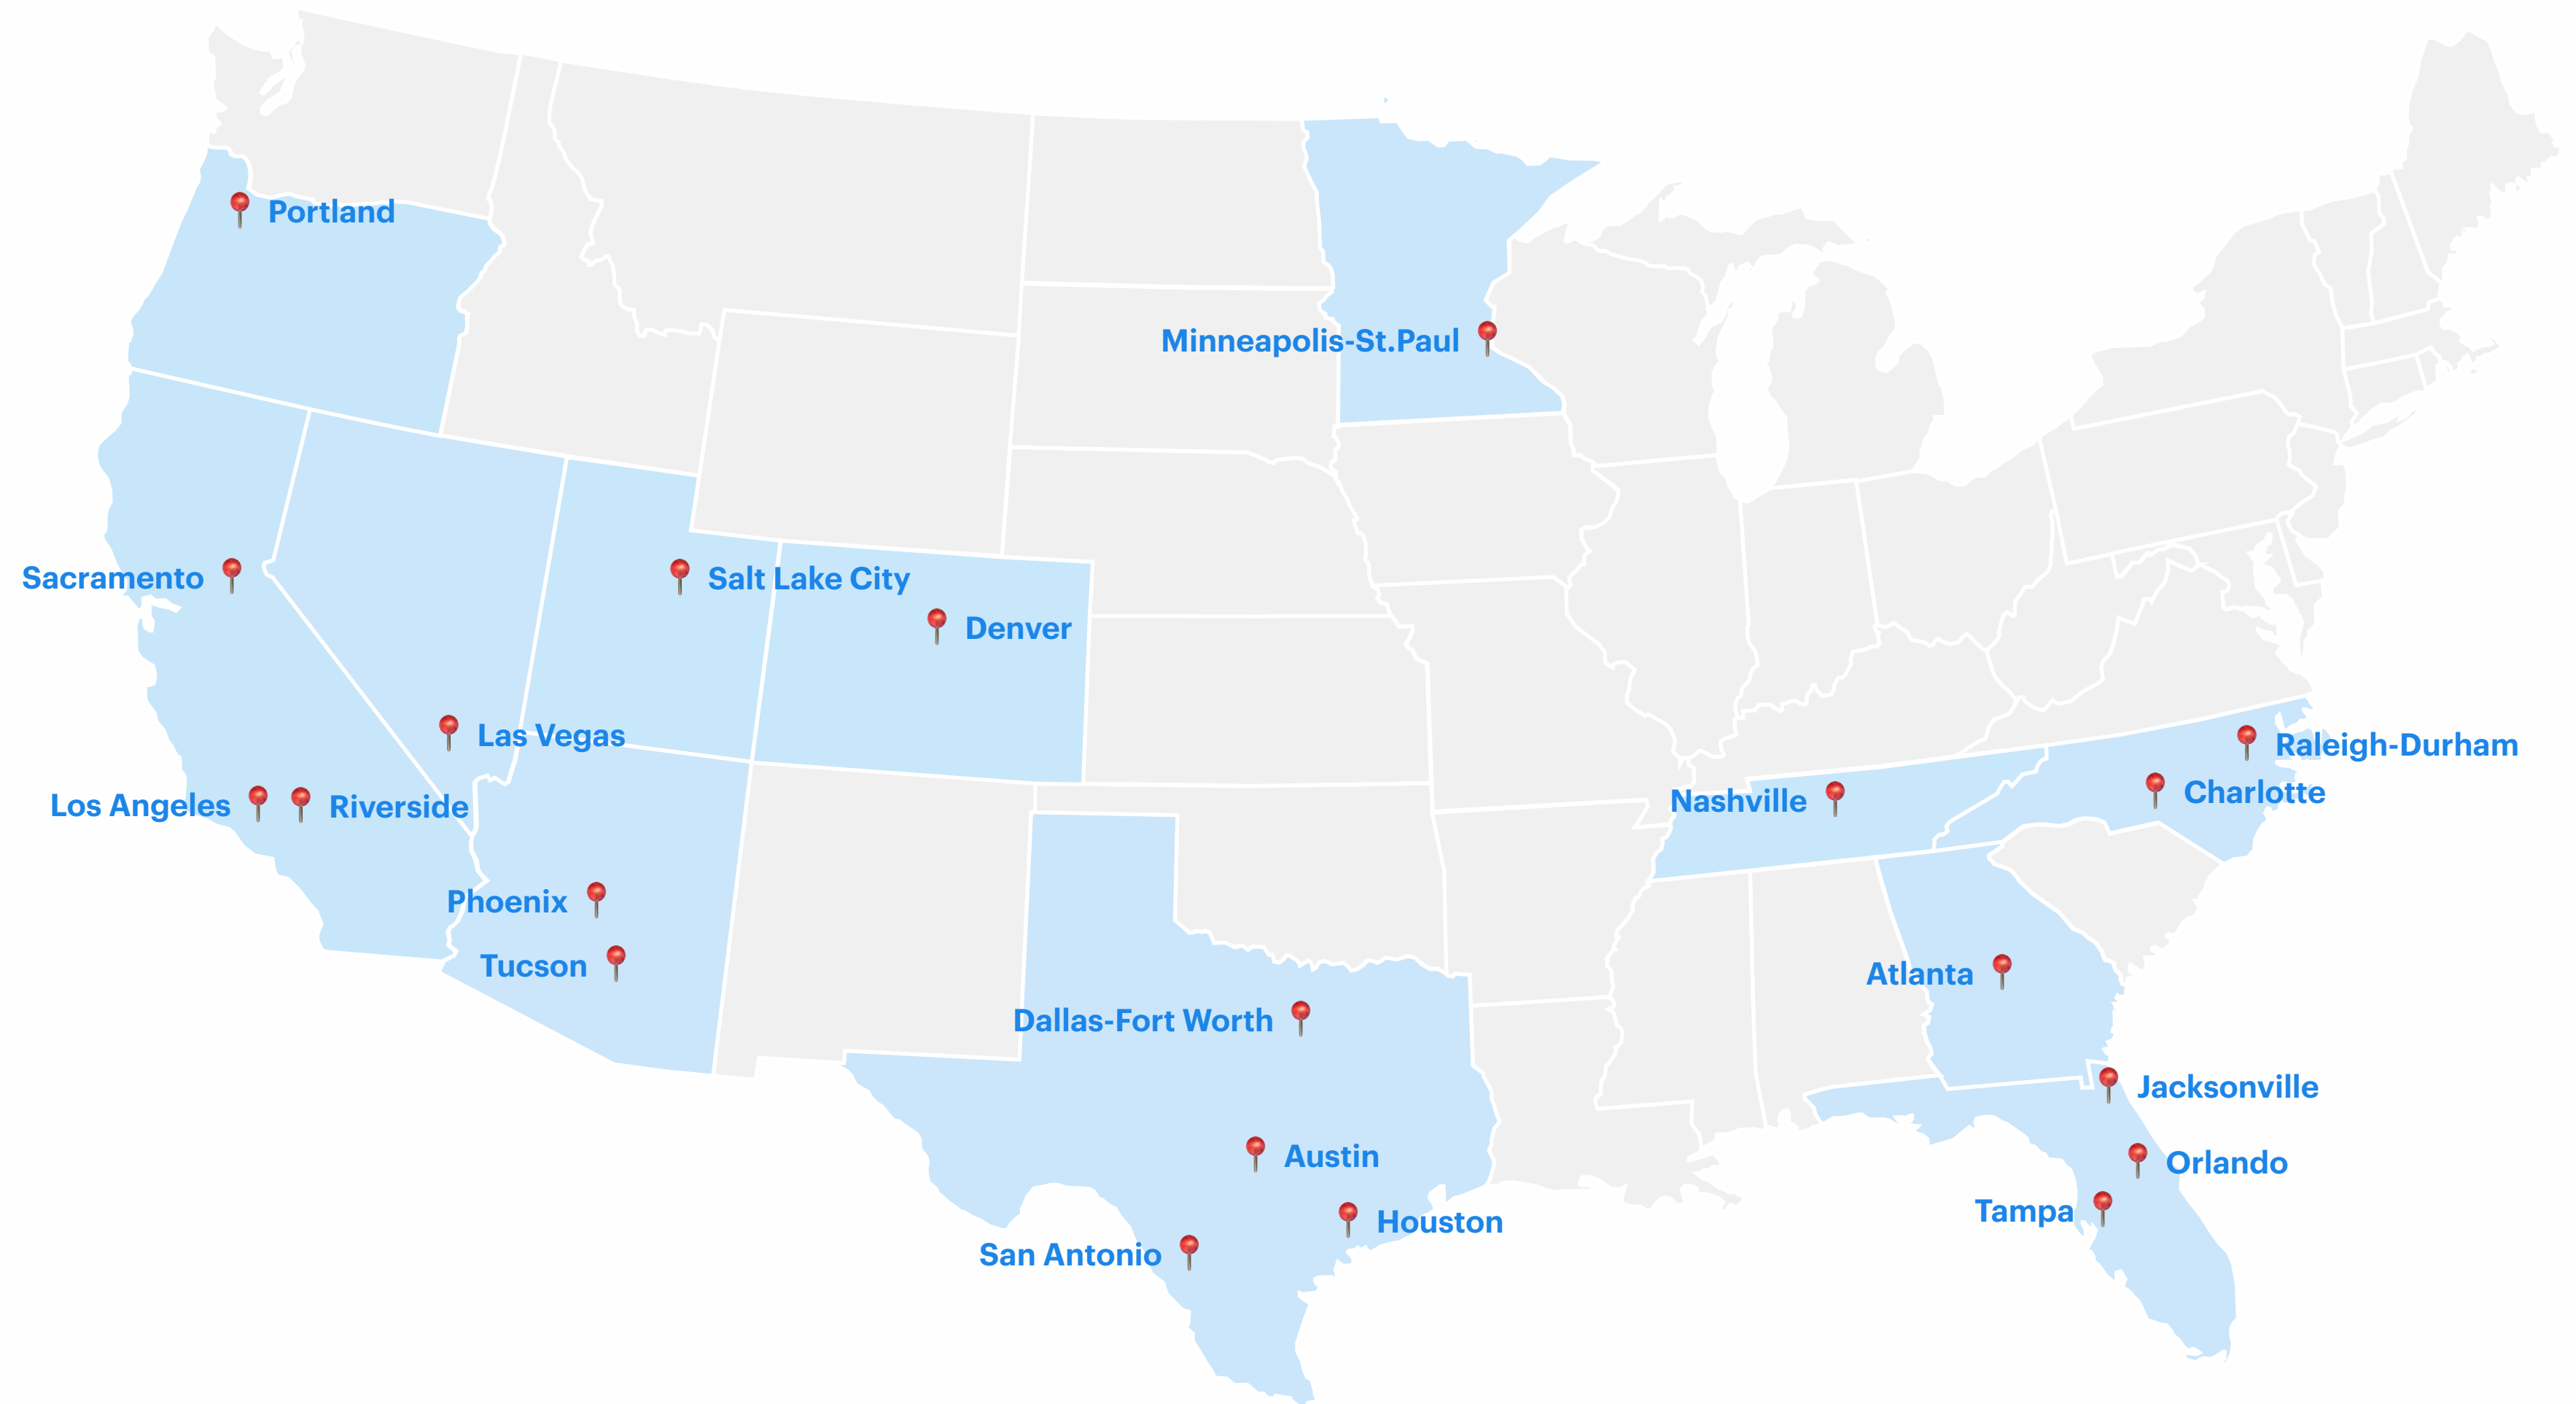 Portland
Minneapolis-St.Paul
Sacramento
Salt Lake City
Denver
Las Vegas
Raleigh-Durham
Los Angeles
Riverside
Nashville
Charlotte
Phoenix
Tucson
Atlanta
Dallas-Fort Worth
Jacksonville
Austin
Orlando
Tampa
Houston
San Antonio